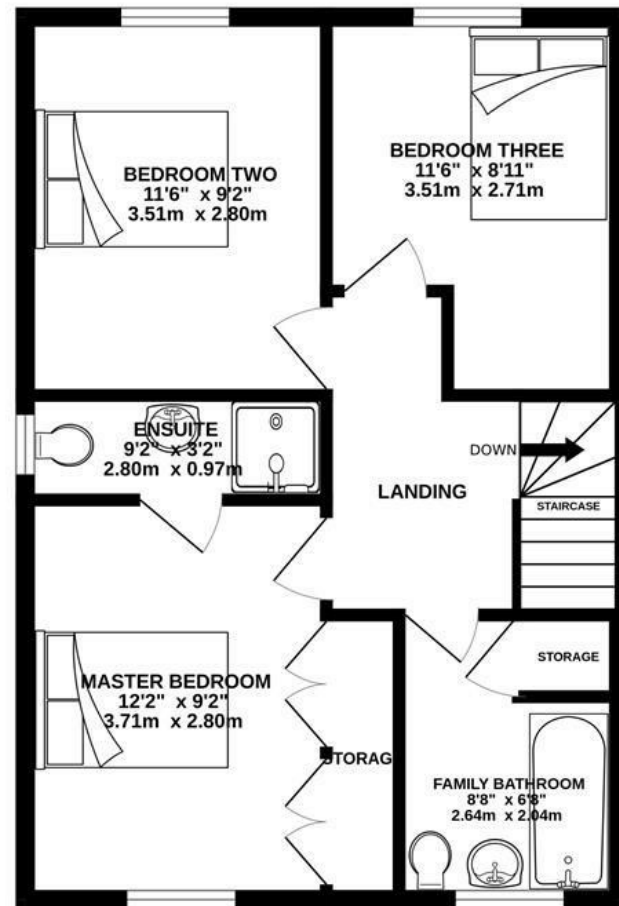 BEDROOM TWO
11'6" x 9'2"
3.51m x 2.80m
BEDROOM THREE
11'6" x 8'11"
3.51m x 2.71m
ENSUITE
9'2" x 3'2"
2.80m x 0.97m
DOWN
LANDING
STAIRCASE
MASTER BEDROOM
12'2" x 9'2"
3.71m x 2.80m
STORAG
STORAGE
FAMILY BATHROOM
8'8" x 6'8"
2.64m x 2.04m